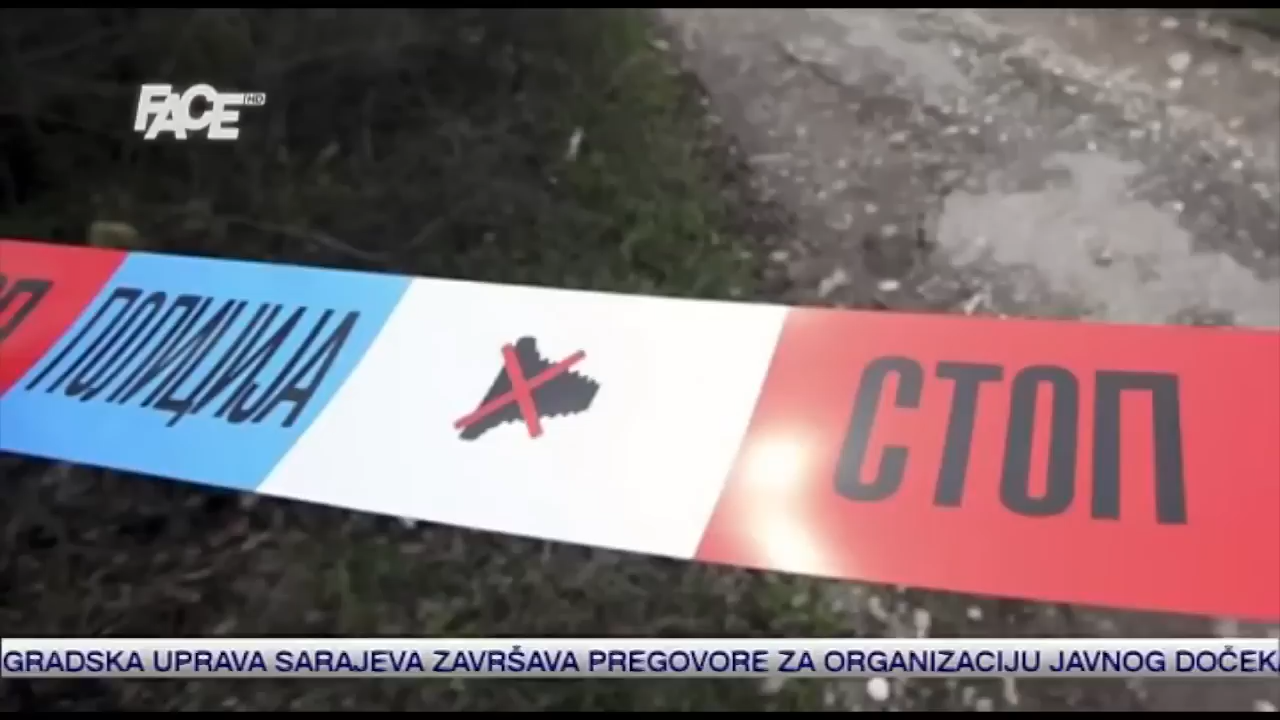 FACE HD
ПОЛИЦИЈА
СТОП
GRADSKA UPRAVA SARAJEVA ZAVRŠAVA PREGOVORE ZA ORGANIZACIJU JAVNOG DOČEK